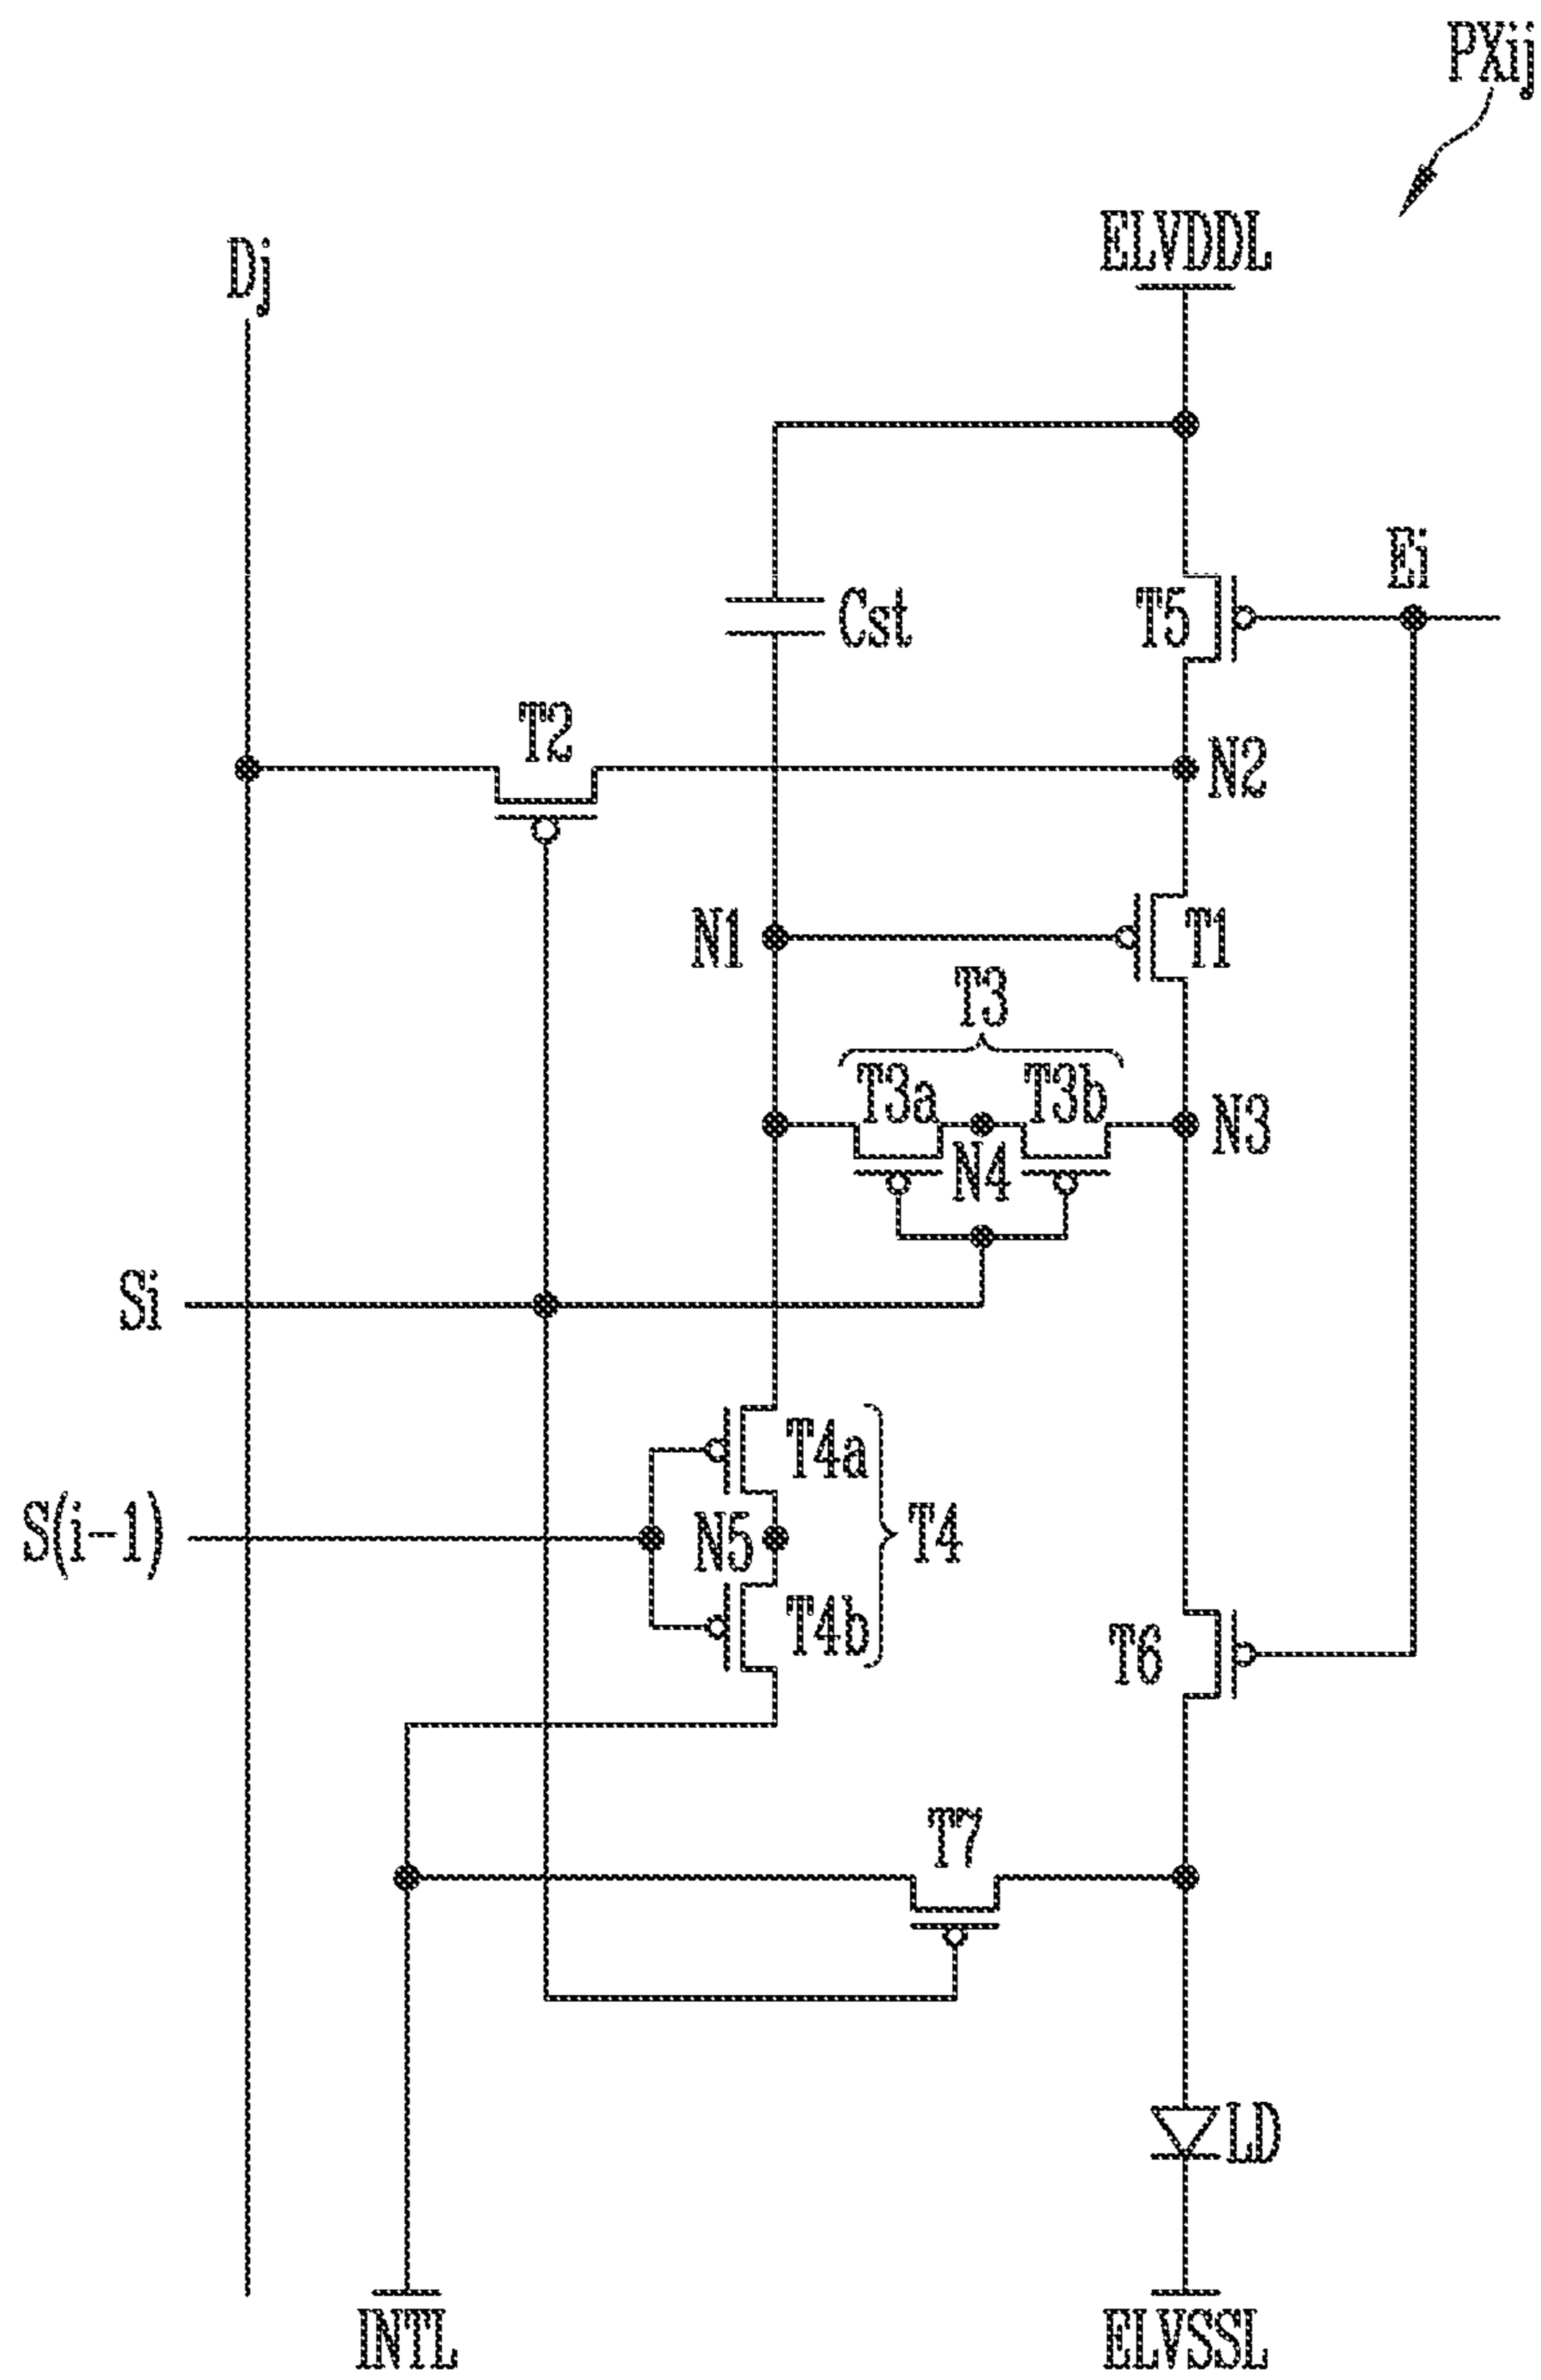 PXij
ELVDDL
Dj
Ei
Cst
T5
T2
N2
N1
T1
T3
T3a
T3b
N3
N4
Si
T4a
S(i-1)
N5
T4
T4b
T6
T7
LD
INTL
ELVSSL